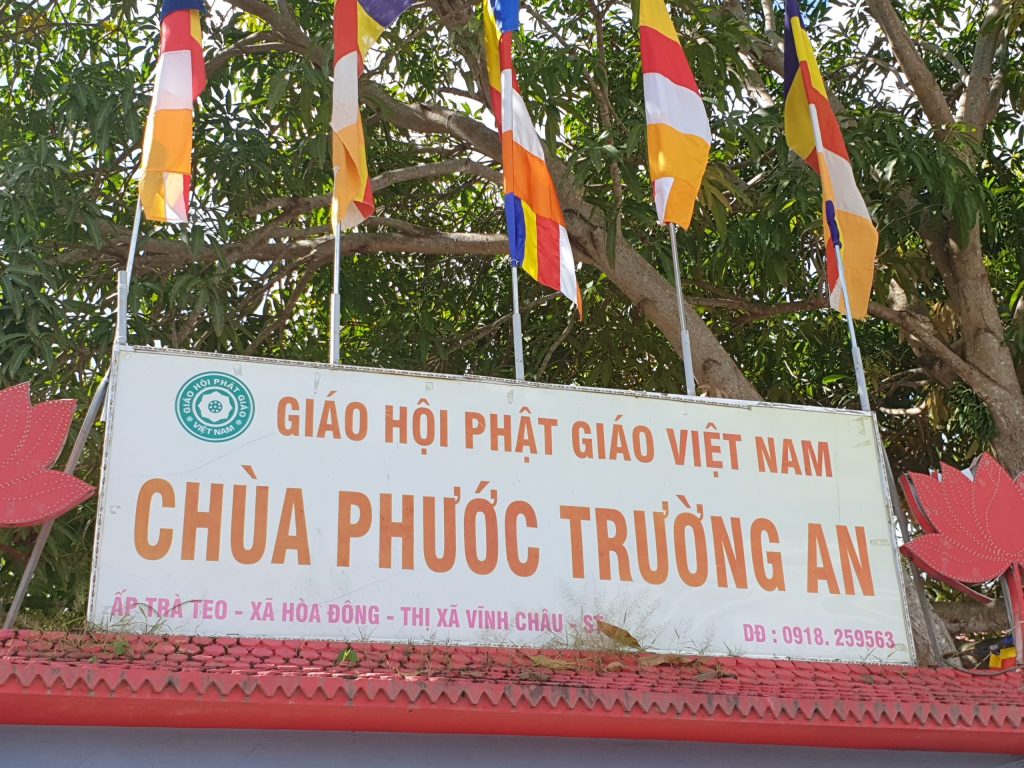 GIÁO HỘI PHẬT GIÁO
VIỆT NAM
GIÁO HỘI PHẬT GIÁO VIỆT NAM
CHÙA PHƯỚC TRƯỜNG AN
ẤP TRÀ TEO - XÃ HÒA ĐÔNG - THỊ XÃ VĨNH CHÂU - ST
DĐ : 0918. 259563